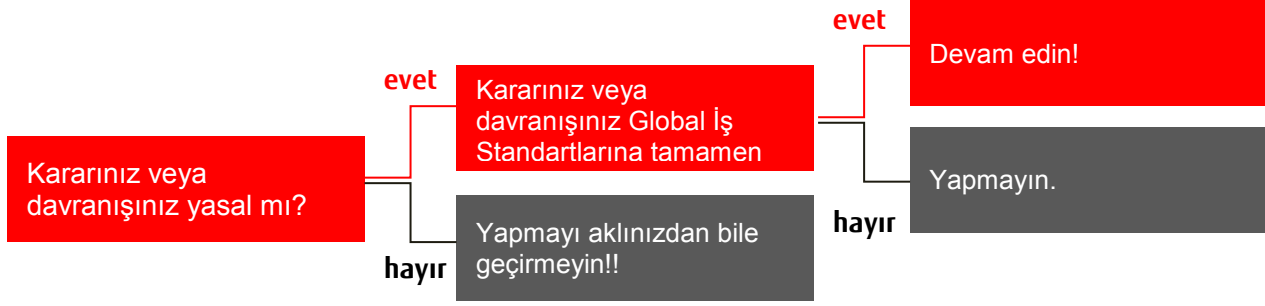 Kararınız veya
davranışınız yasal mı?
evet
Kararınız veya
davranışınız Global İş
Standartlarına tamamen
hayır
Yapmayı aklınızdan bile
geçirmeyin!!
evet
Devam edin!
hayır
Yapmayın.